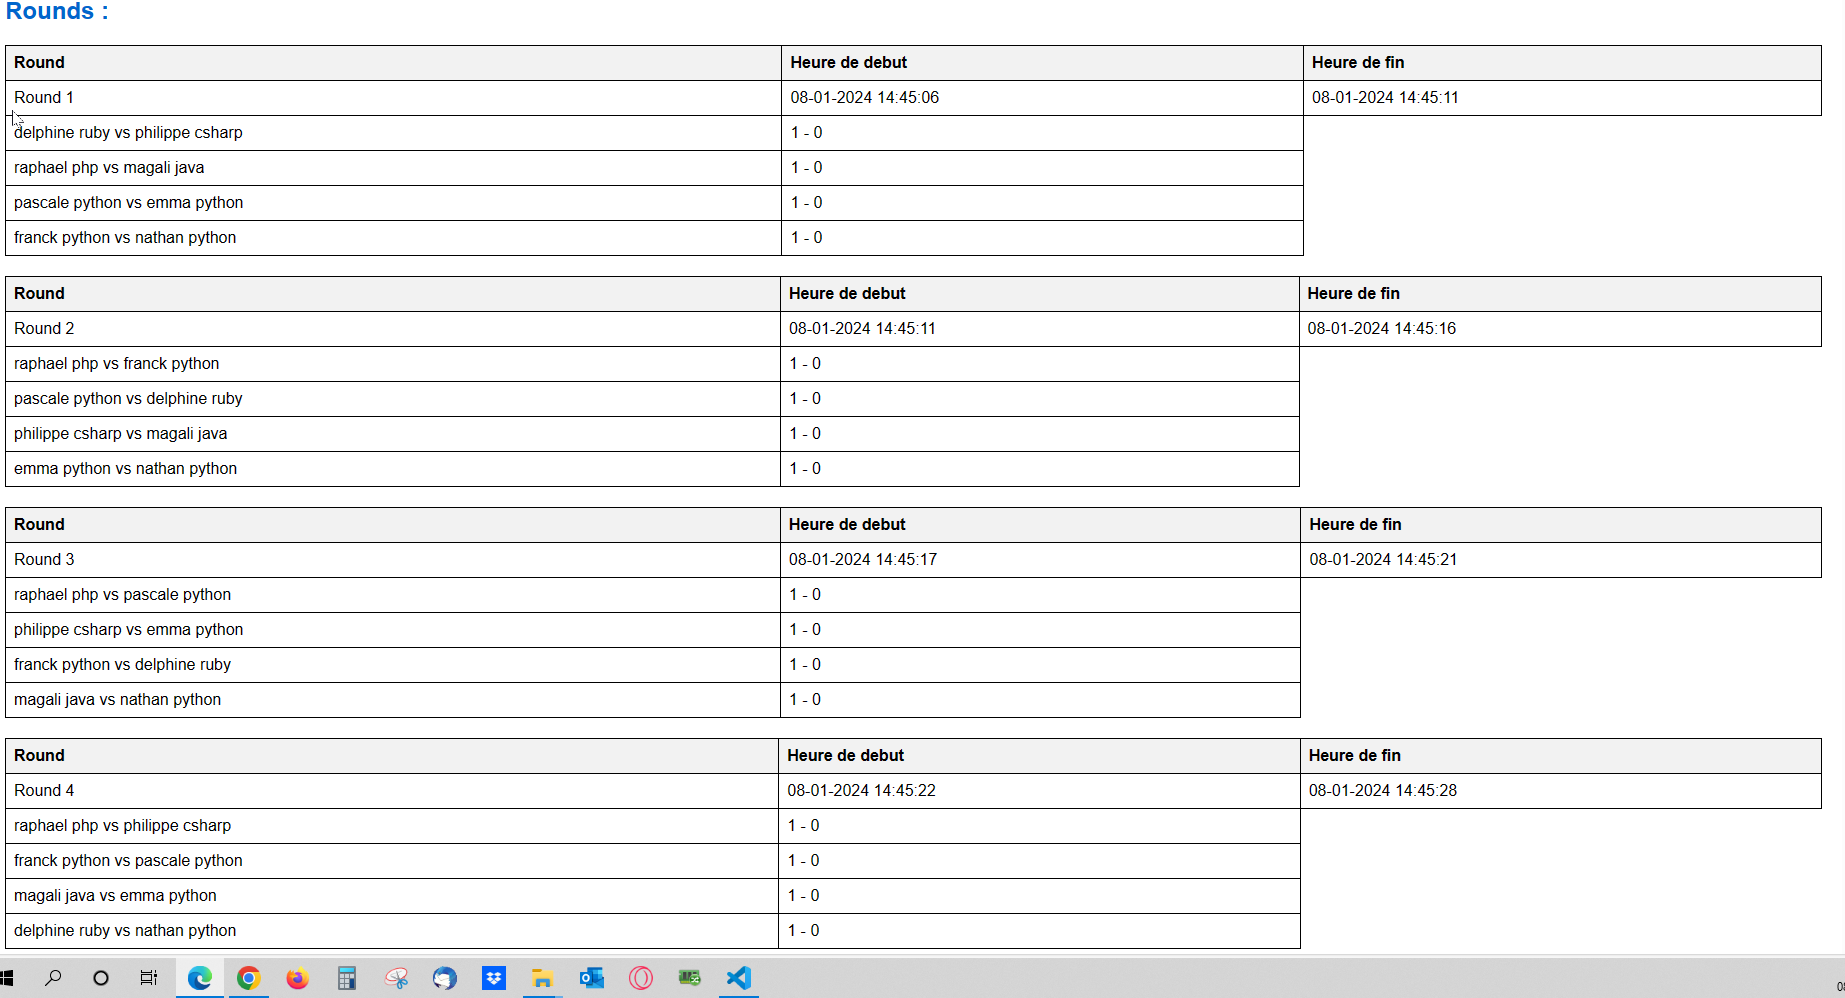 Rounds :
Round Heure de debut Heure de fin
Round 1 08-01-2024 14:45:06 08-01-2024 14:45:11
delphine ruby vs philippe csharp 1 - 0
raphael php vs magali java 1 - 0
pascale python vs emma python 1 - 0
franck python vs nathan python 1 - 0
Round Heure de debut Heure de fin
Round 2 08-01-2024 14:45:11 08-01-2024 14:45:16
raphael php vs franck python 1 - 0
pascale python vs delphine ruby 1 - 0
philippe csharp vs magali java 1 - 0
emma python vs nathan python 1 - 0
Round Heure de debut Heure de fin
Round 3 08-01-2024 14:45:17 08-01-2024 14:45:21
raphael php vs pascale python 1 - 0
philippe csharp vs emma python 1 - 0
franck python vs delphine ruby 1 - 0
magali java vs nathan python 1 - 0
Round Heure de debut Heure de fin
Round 4 08-01-2024 14:45:22 08-01-2024 14:45:28
raphael php vs philippe csharp 1 - 0
franck python vs pascale python 1 - 0
magali java vs emma python 1 - 0
delphine ruby vs nathan python 1 - 0